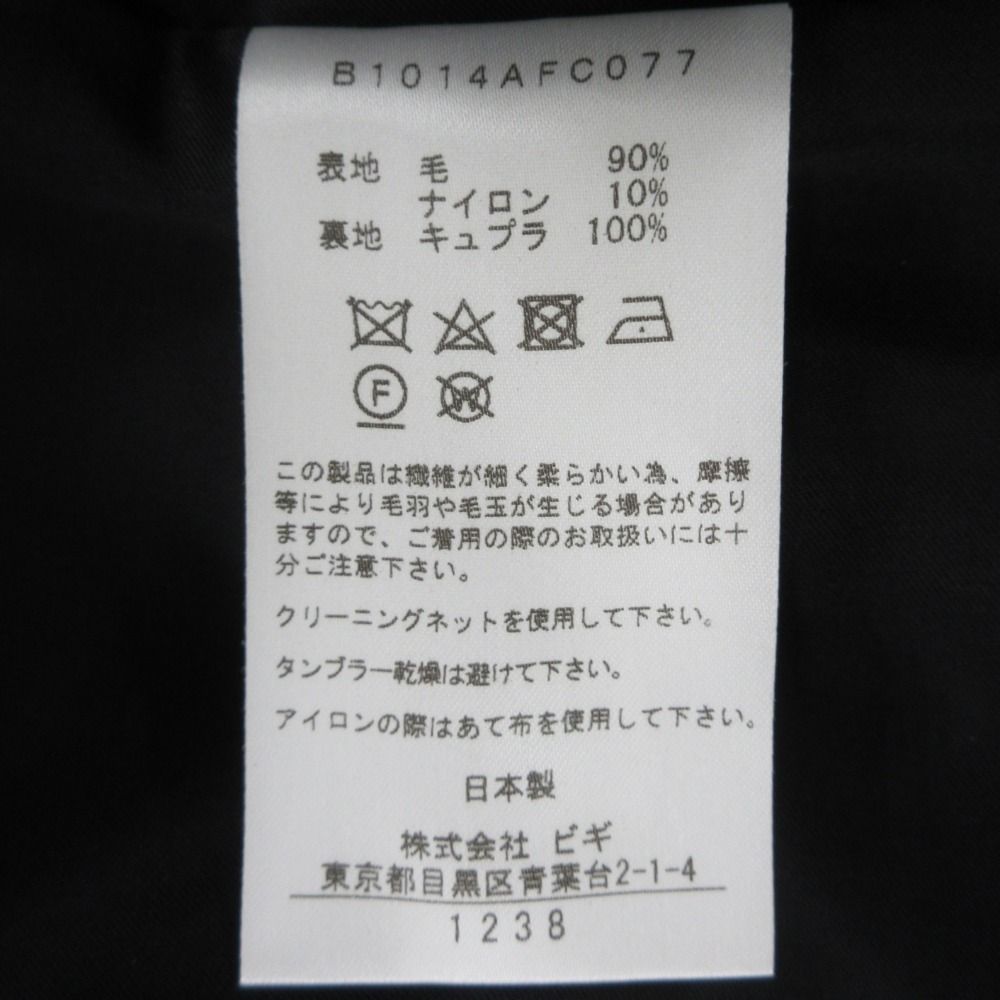 B1014AFC077
表地 毛 90%
ナイロン 10%
裏地 キュプラ 100%
F
W
この製品は繊維が細く柔らかい為、摩擦
等により毛羽や毛玉が生じる場合があり
ますので、ご着用の際のお取扱いには十
分ご注意下さい。
クリーニングネットを使用して下さい。
タンブラー乾燥は避けて下さい。
アイロンの際はあて布を使用して下さい。
日本製
株式会社 ビギ
東京都目黒区青葉台2-1-4
1238